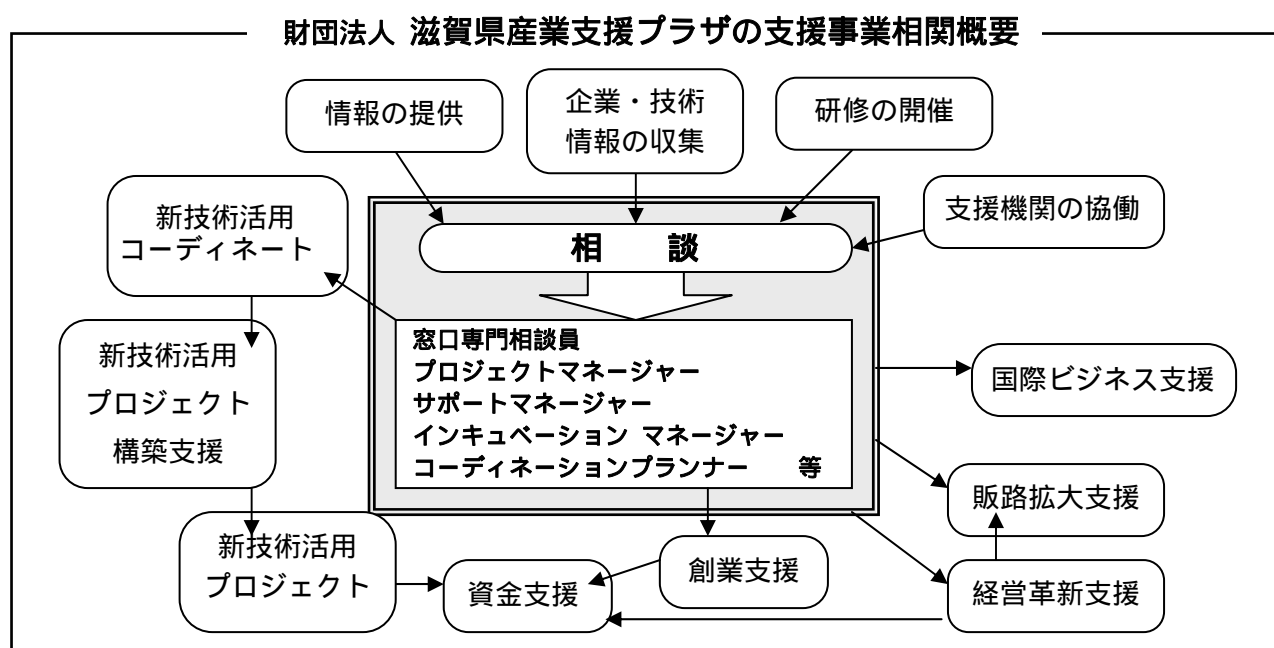 財団法人 滋賀県産業支援プラザの支援事業相関概要
情報の提供
企業・技術
情報の収集
研修の開催
支援機関の協働
新技術活用
コーディネート
相　談
新技術活用
プロジェクト
構築支援
窓口専門相談員
プロジェクトマネージャー
サポートマネージャー
インキュベーション マネージャー
コーディネーションプランナー　等
国際ビジネス支援
販路拡大支援
新技術活用
プロジェクト
資金支援
創業支援
経営革新支援